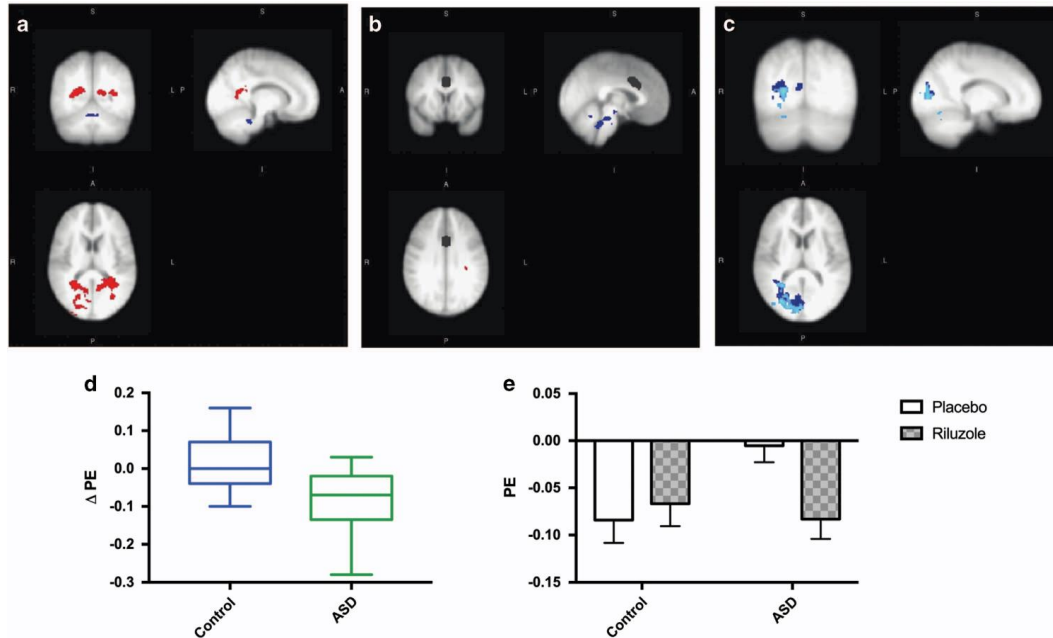 a
S
S
R
L
P
A
I
I
A
R
L
P
b
S
S
R
L
P
A
I
I
A
R
L
P
c
S
S
R
L
P
A
I
I
A
R
L
P
d
0.2
0.1
0.0
-0.1
-0.2
-0.3
Δ PE
Control
ASD
e
0.05
0.00
-0.05
-0.10
-0.15
PE
Control
ASD
Placebo
Riluzole